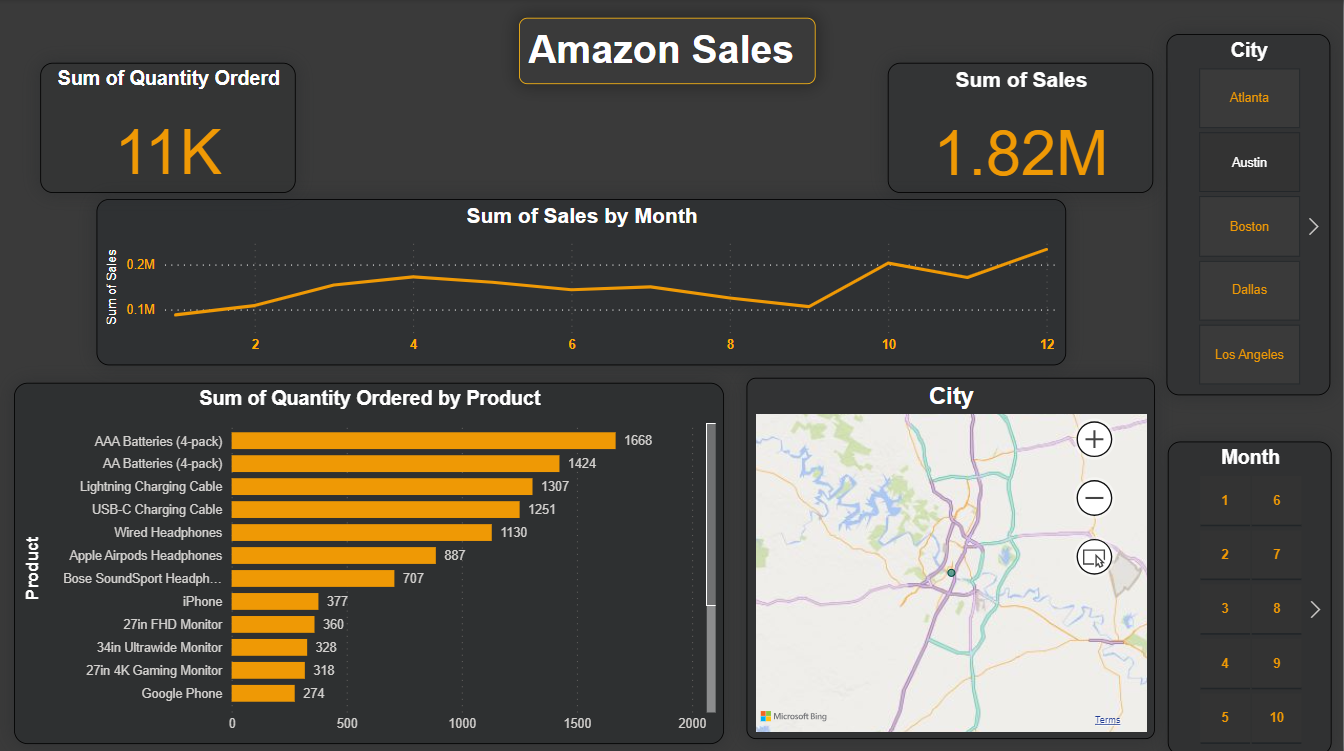 Amazon Sales
Sum of Quantity Orderd
11K
Sum of Sales
1.82M
City
Atlanta
Austin
Boston
Dallas
Los Angeles
Sum of Sales by Month
Sum of Sales
0.2M
0.1M
2 4 6 8 10 12
Sum of Quantity Ordered by Product
Product
AAA Batteries (4-pack) 1668
AA Batteries (4-pack) 1424
Lightning Charging Cable 1307
USB-C Charging Cable 1251
Wired Headphones 1130
Apple Airpods Headphones 887
Bose SoundSport Headph... 707
iPhone 377
27in FHD Monitor 360
34in Ultrawide Monitor 328
27in 4K Gaming Monitor 318
Google Phone 274
0 500 1000 1500 2000
City
Microsoft Bing
Terms
Month
1 6
2 7
3 8
4 9
5 10